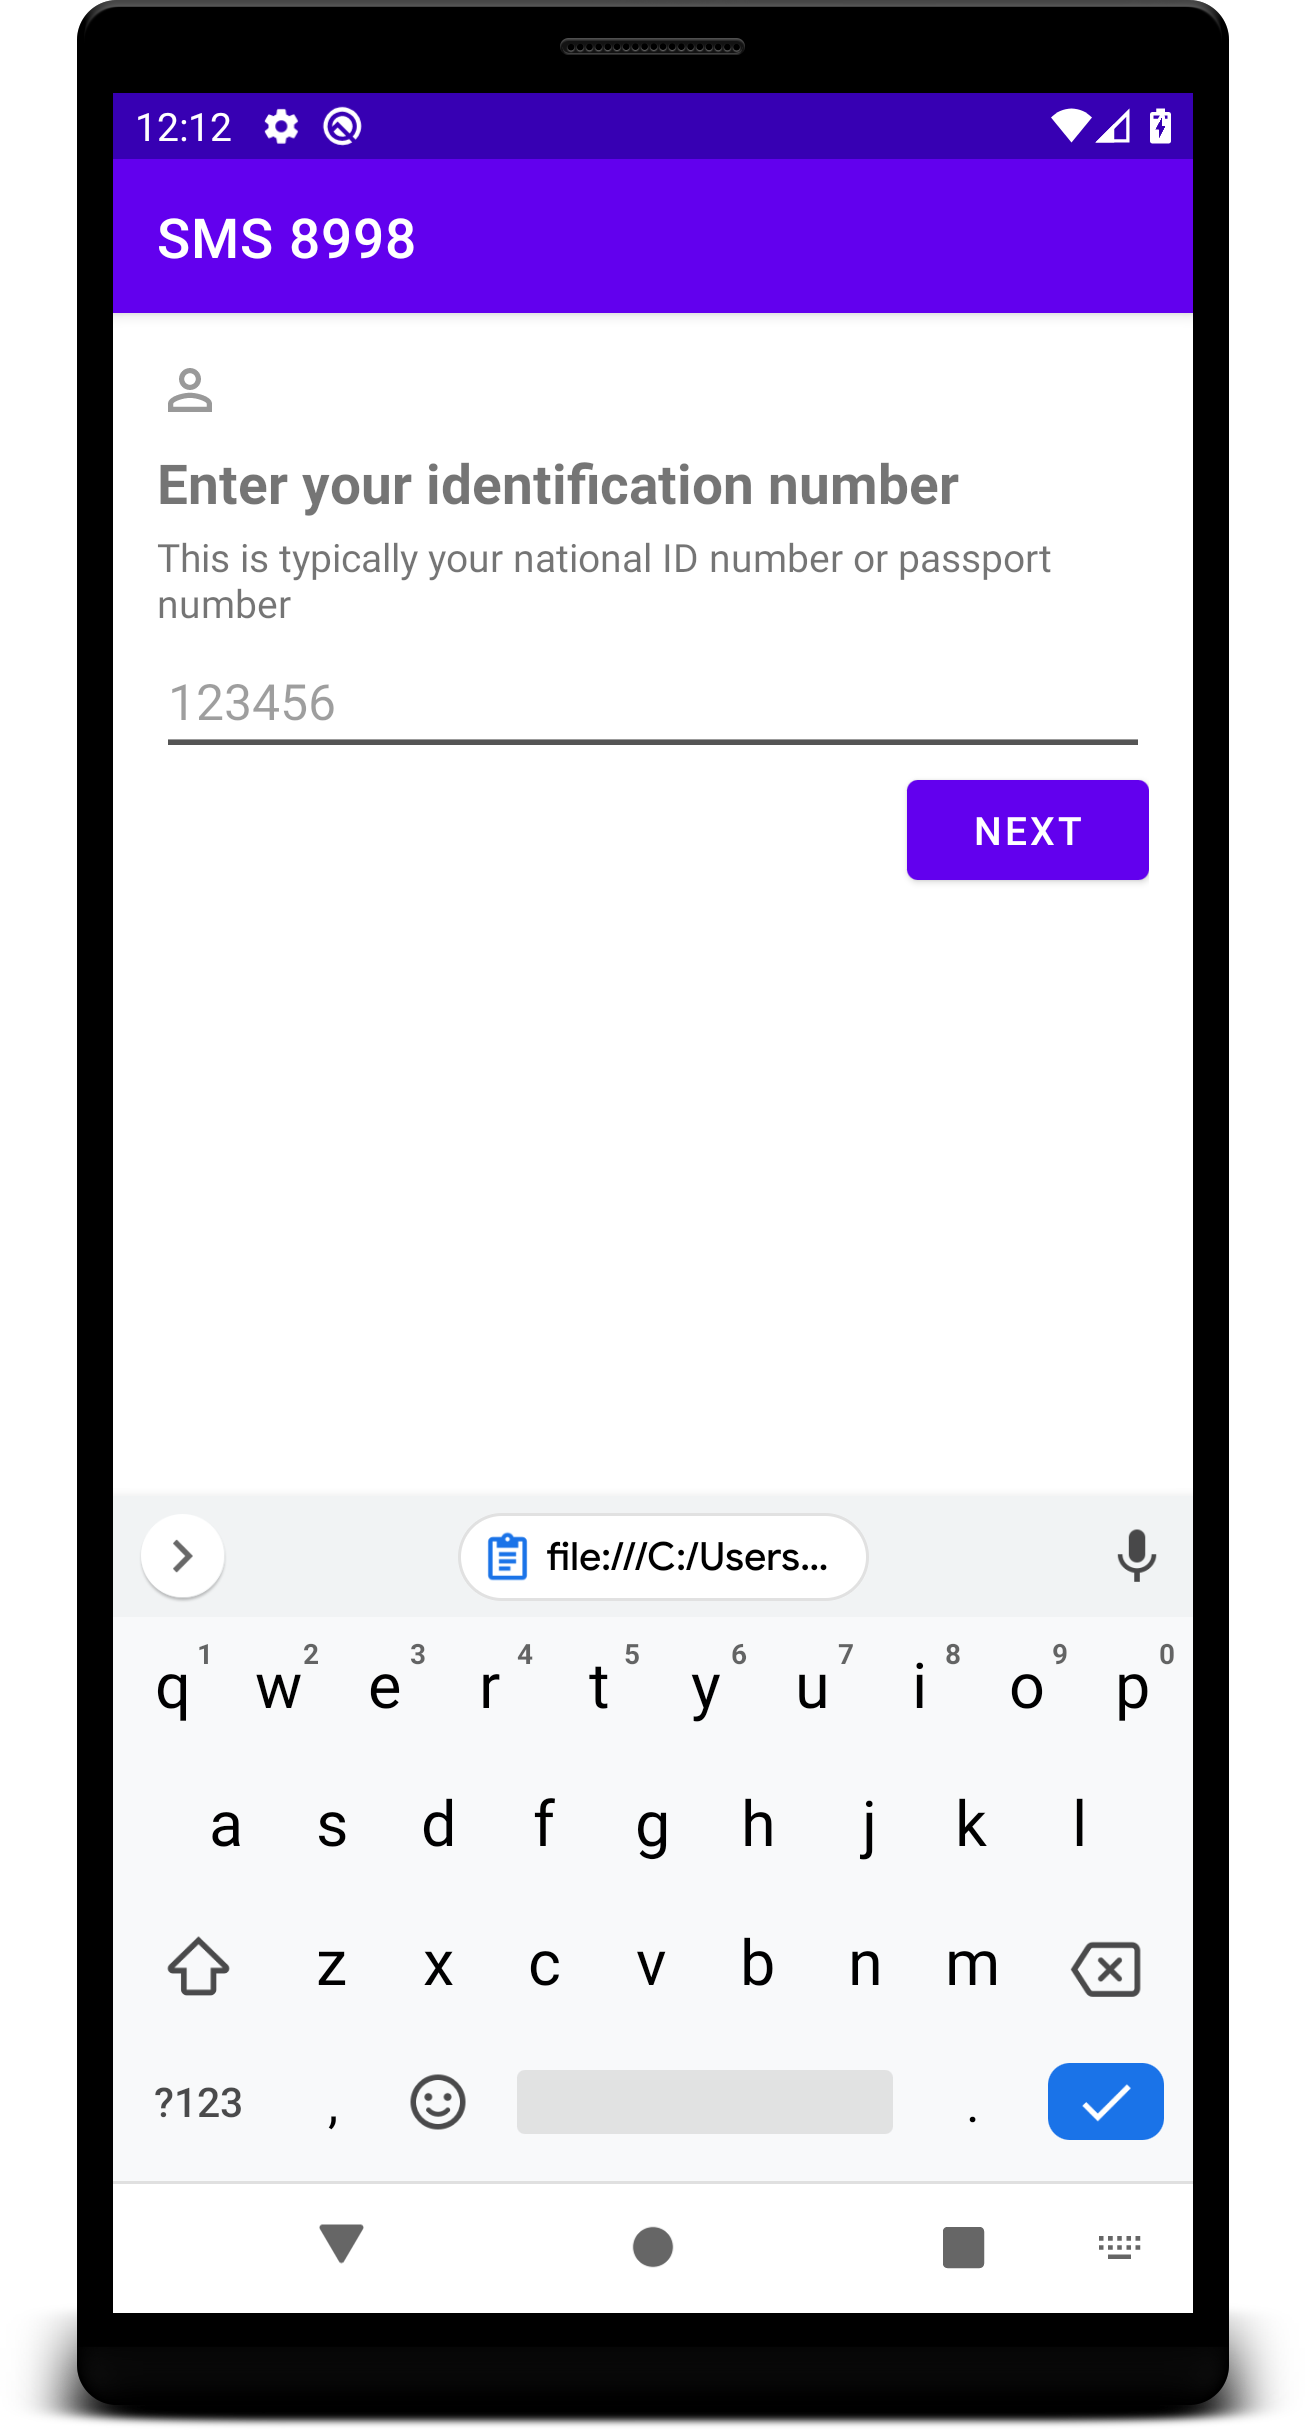 12:12
SMS 8998
Enter your identification number
This is typically your national ID number or passport
number
123456
NEXT
file:///C:/Users...
q 1 w 2 e 3 r 4 t 5 y 6 u 7 i 8 o 9 p 0
a s d f g h j k l
z x c v b n m
?123 , .